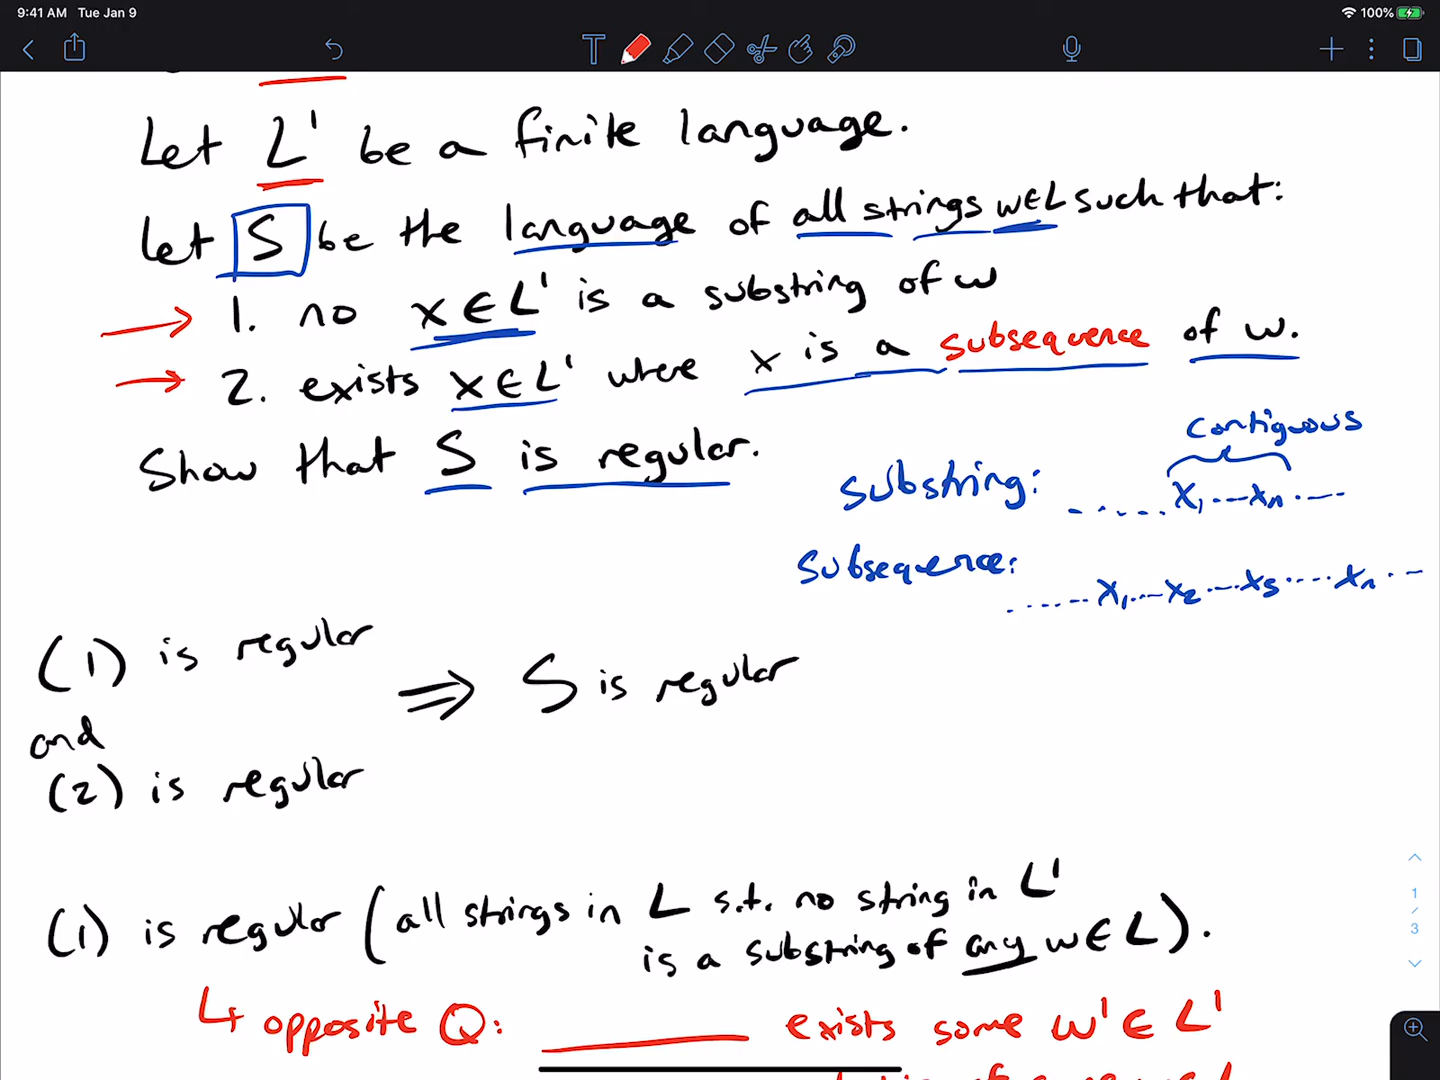 9:41 AM Tue Jan 9
100%
T
Let L' be a finite language.
Let S be the language of all strings w∈L such that:
1. no x∈L' is a substring of w
2. exists x∈L' where x is a subsequence of w.
Show that S is regular.
contiguous
substring: ...... x₁ --- xₙ . ---
subsequence: ...... x₁ ... x₂ ... x₃ .... xₙ ...
(1) is regular
and
(2) is regular
⟹ S is regular
(1) is regular (all strings in L s.t. no string in L'
is a substring of any w∈L).
↳ opposite Q: ______ exists some w'∈L'
1
/
3